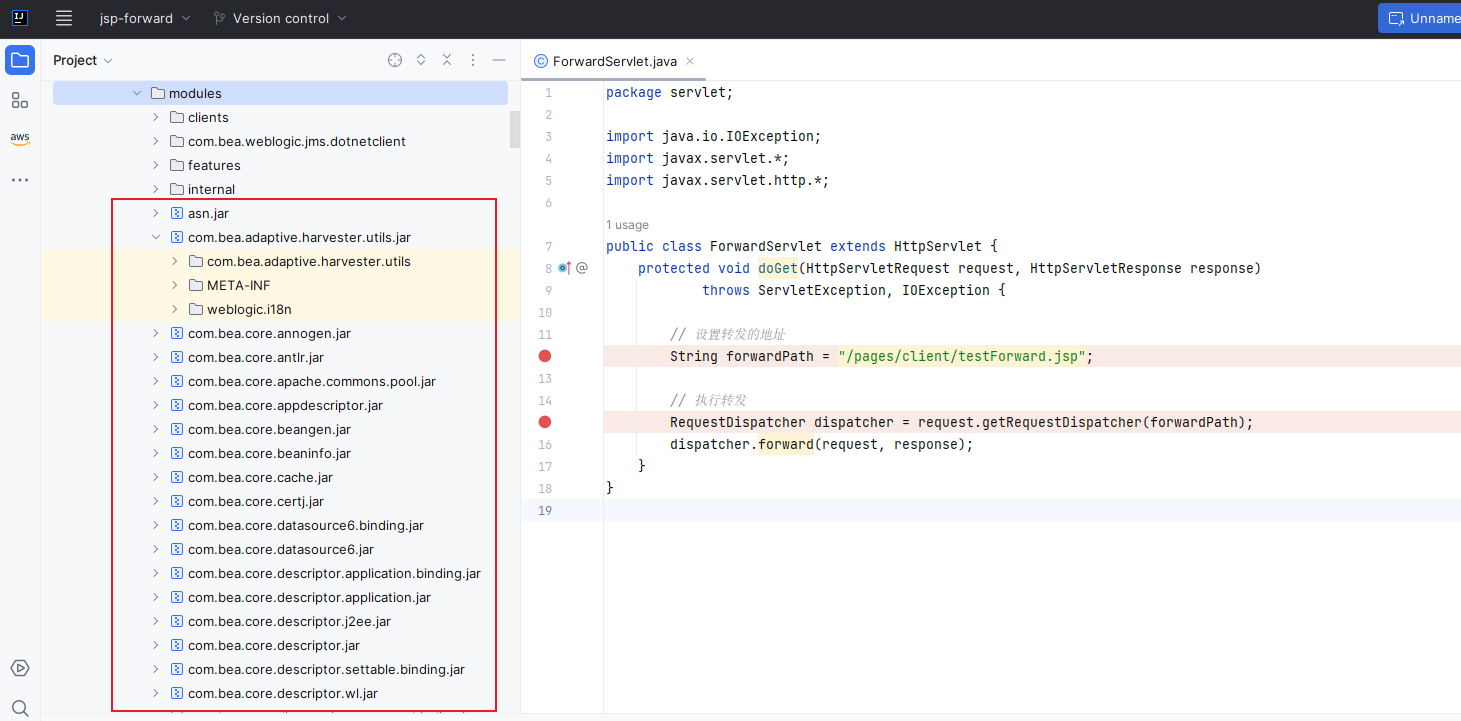 jsp-forward
Version control
Unname
Project
ForwardServlet.java
aws
modules
clients
com.bea.weblogic.jms.dotnetclient
features
internal
asn.jar
com.bea.adaptive.harvester.utils.jar
com.bea.adaptive.harvester.utils
META-INF
weblogic.i18n
com.bea.core.annogen.jar
com.bea.core.antlr.jar
com.bea.core.apache.commons.pool.jar
com.bea.core.appdescriptor.jar
com.bea.core.beangen.jar
com.bea.core.beaninfo.jar
com.bea.core.cache.jar
com.bea.core.certj.jar
com.bea.core.datasource6.binding.jar
com.bea.core.datasource6.jar
com.bea.core.descriptor.application.binding.jar
com.bea.core.descriptor.application.jar
com.bea.core.descriptor.j2ee.jar
com.bea.core.descriptor.jar
com.bea.core.descriptor.settable.binding.jar
com.bea.core.descriptor.wl.jar
1 package servlet;
2
3 import java.io.IOException;
4 import javax.servlet.*;
5 import javax.servlet.http.*;
6
1 usage
7 public class ForwardServlet extends HttpServlet {
8 @ protected void doGet(HttpServletRequest request, HttpServletResponse response)
9 throws ServletException, IOException {
10
11 // 设置转发的地址
String forwardPath = "/pages/client/testForward.jsp";
13
14 // 执行转发
RequestDispatcher dispatcher = request.getRequestDispatcher(forwardPath);
16 dispatcher.forward(request, response);
17 }
18 }
19